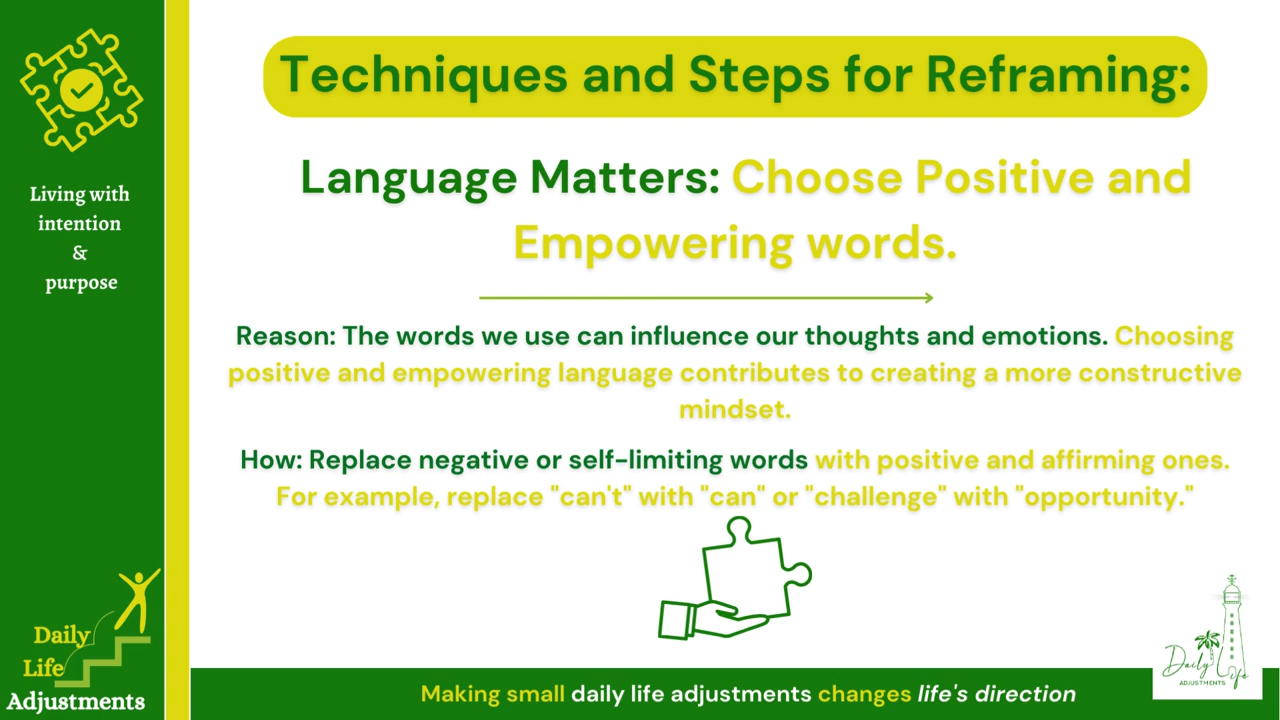 Living with
intention
&
purpose
Techniques and Steps for Reframing:
Language Matters: Choose Positive and
Empowering words.
Reason: The words we use can influence our thoughts and emotions. Choosing
positive and empowering language contributes to creating a more constructive
mindset.
How: Replace negative or self-limiting words with positive and affirming ones.
For example, replace "can't" with "can" or "challenge" with "opportunity."
Daily
Life
Adjustments
Making small daily life adjustments changes life's direction
Daily Life
ADJUSTMENTS